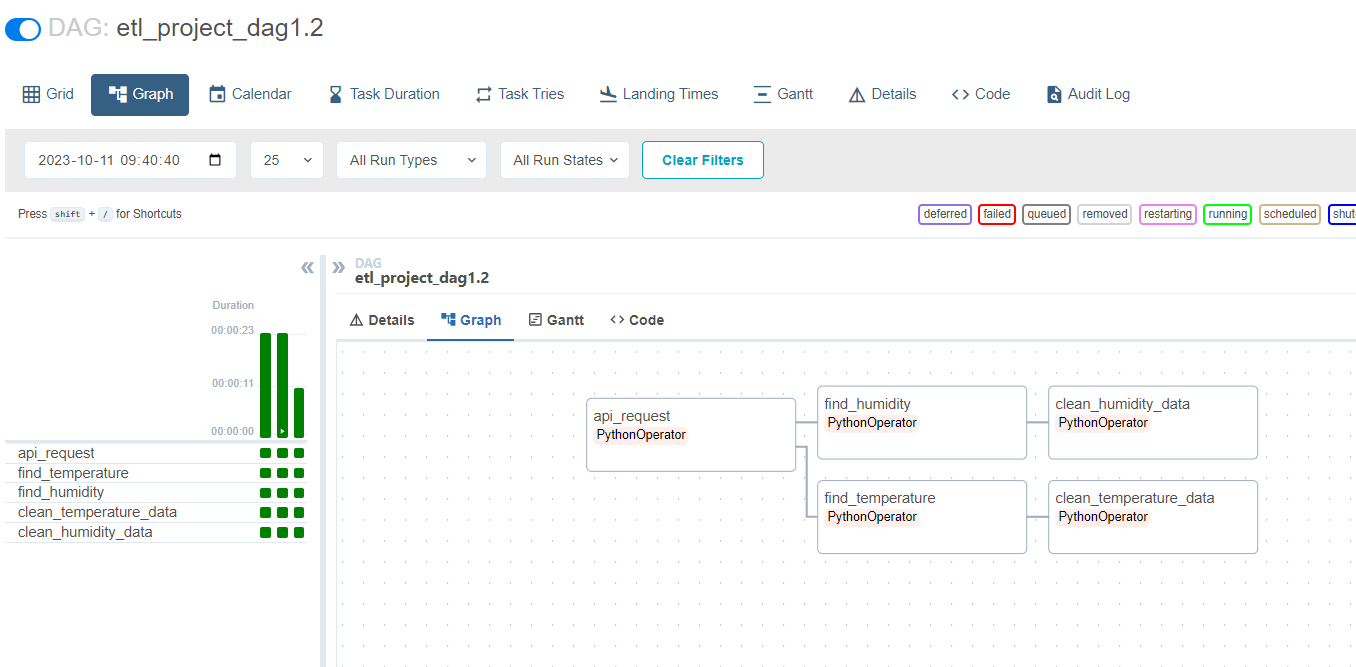 DAG: etl_project_dag1.2
Grid Graph Calendar Task Duration Task Tries Landing Times Gantt Details Code Audit Log
2023-10-11 09:40:40 25 All Run Types All Run States Clear Filters
Press shift + / for Shortcuts deferred failed queued removed restarting running scheduled shut
DAG
etl_project_dag1.2
Details Graph Gantt Code
Duration
00:00:23
00:00:11
00:00:00
api_request
find_temperature
find_humidity
clean_temperature_data
clean_humidity_data
api_request
PythonOperator
find_humidity
PythonOperator
clean_humidity_data
PythonOperator
find_temperature
PythonOperator
clean_temperature_data
PythonOperator